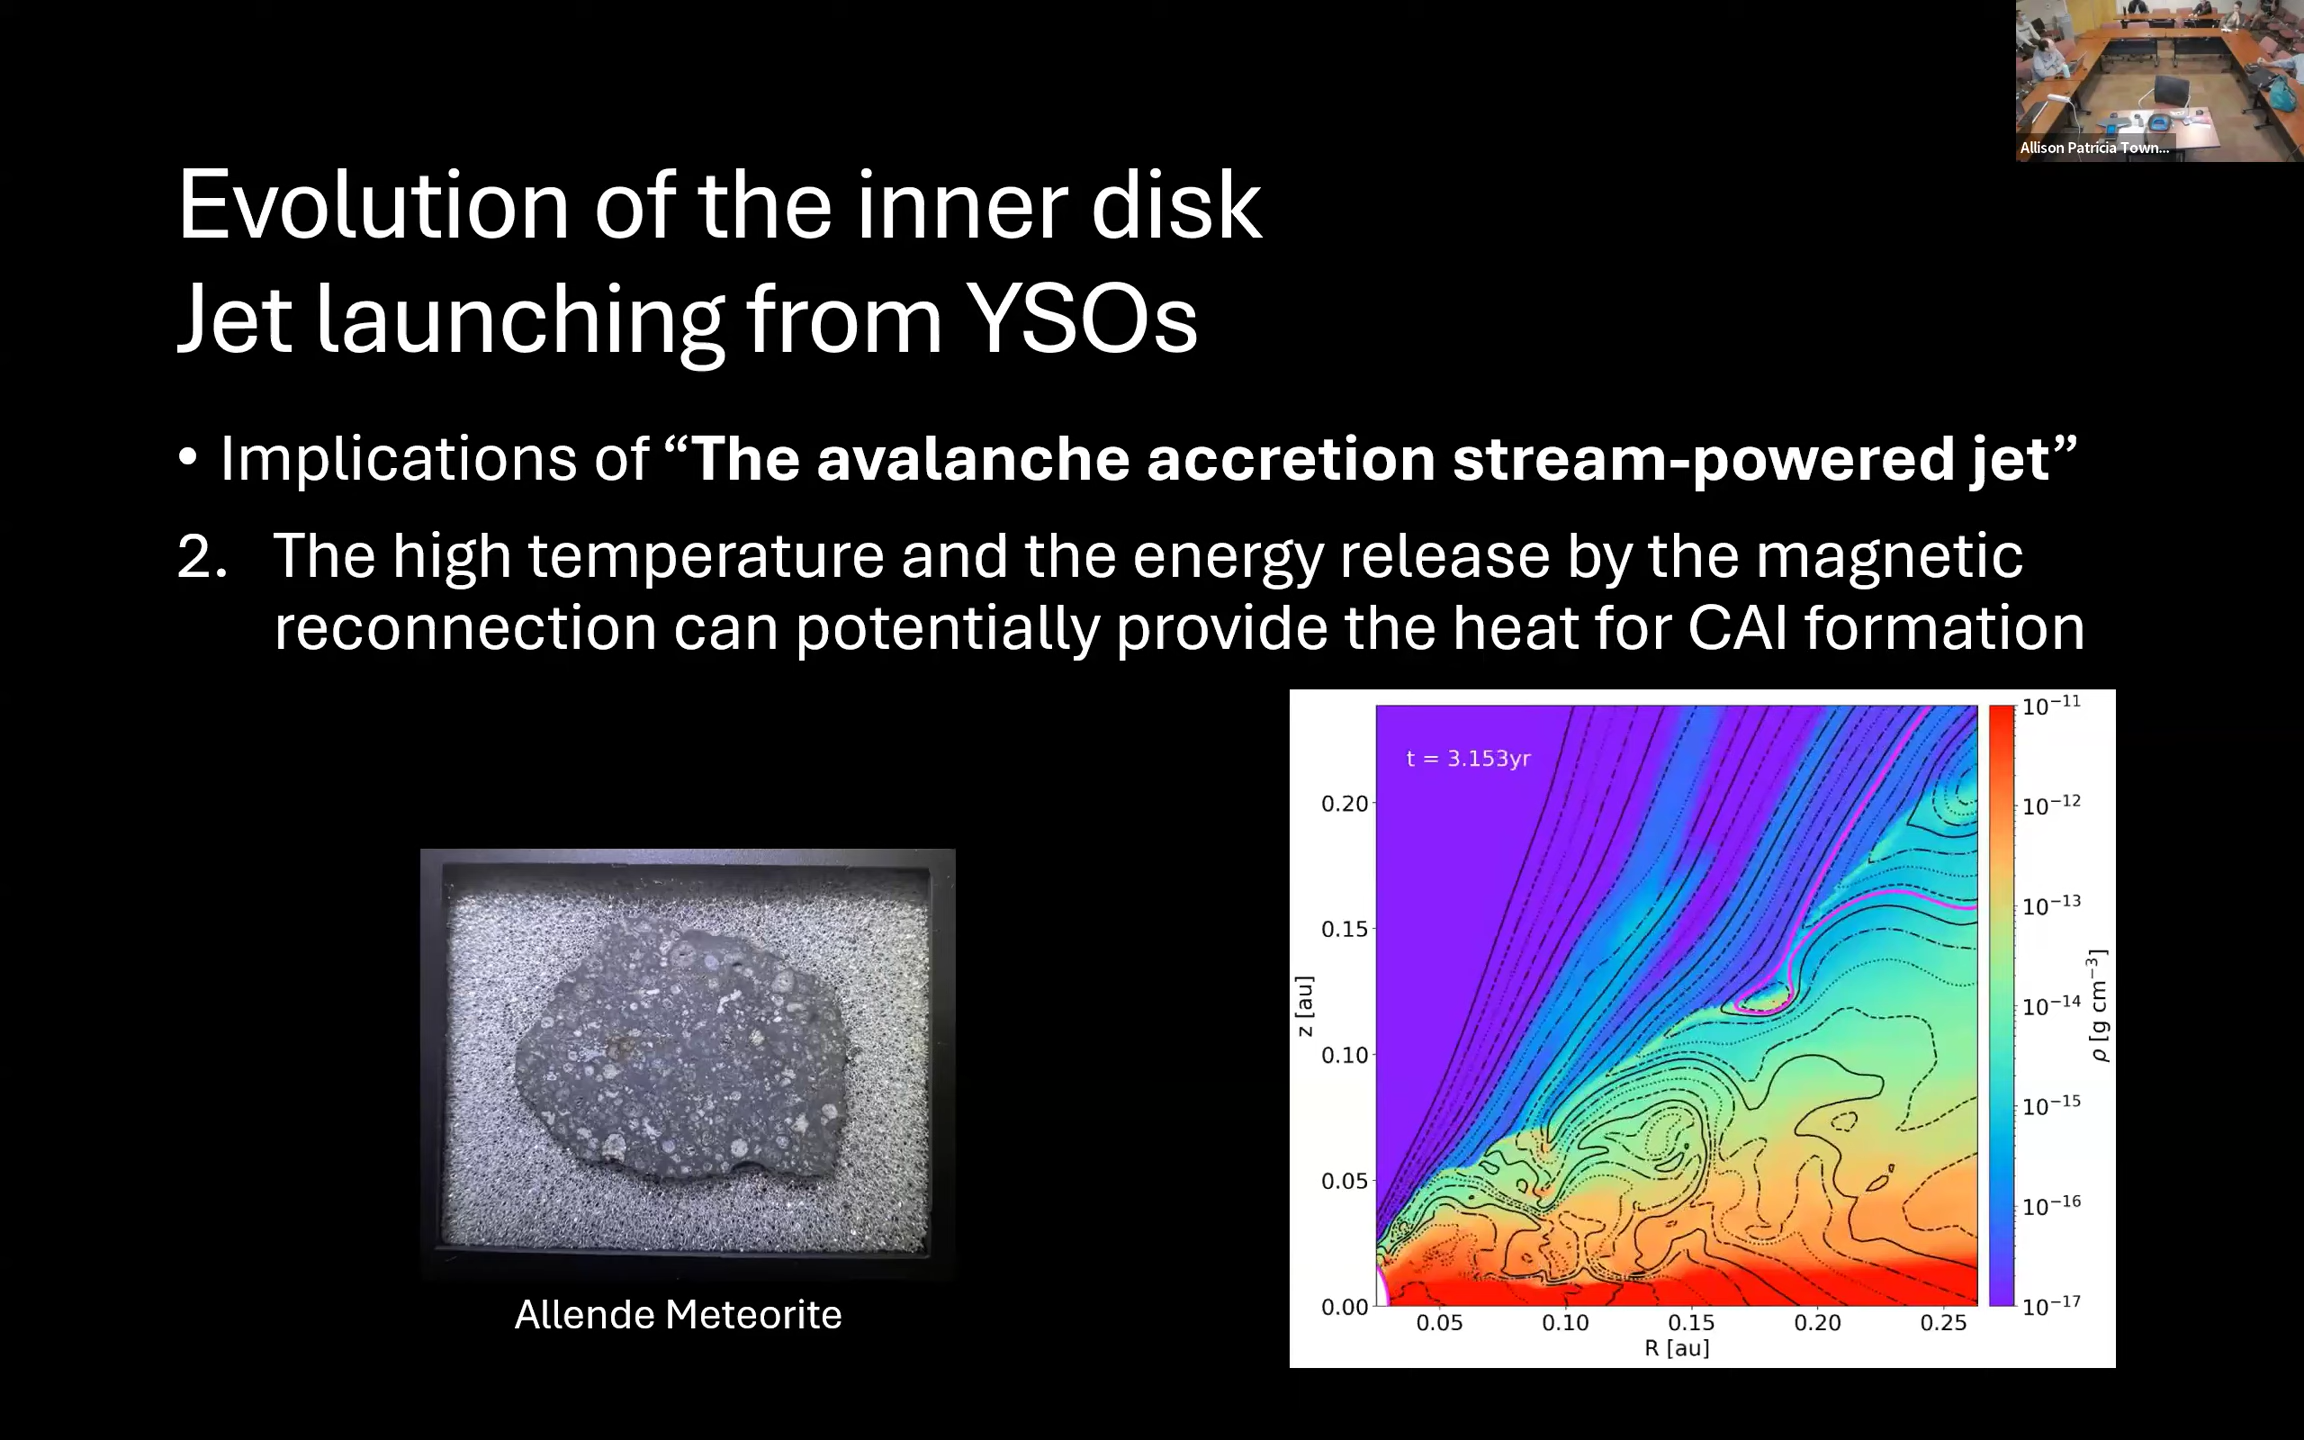 Allison Patricia Town...
Evolution of the inner disk
Jet launching from YSOs
• Implications of “The avalanche accretion stream-powered jet”
2. The high temperature and the energy release by the magnetic
reconnection can potentially provide the heat for CAI formation
Allende Meteorite
t = 3.153yr
z [au]
0.20
0.15
0.10
0.05
0.00
0.05 0.10 0.15 0.20 0.25
R [au]
10⁻¹¹
10⁻¹²
10⁻¹³
10⁻¹⁴
10⁻¹⁵
10⁻¹⁶
10⁻¹⁷
ρ [g cm⁻³]